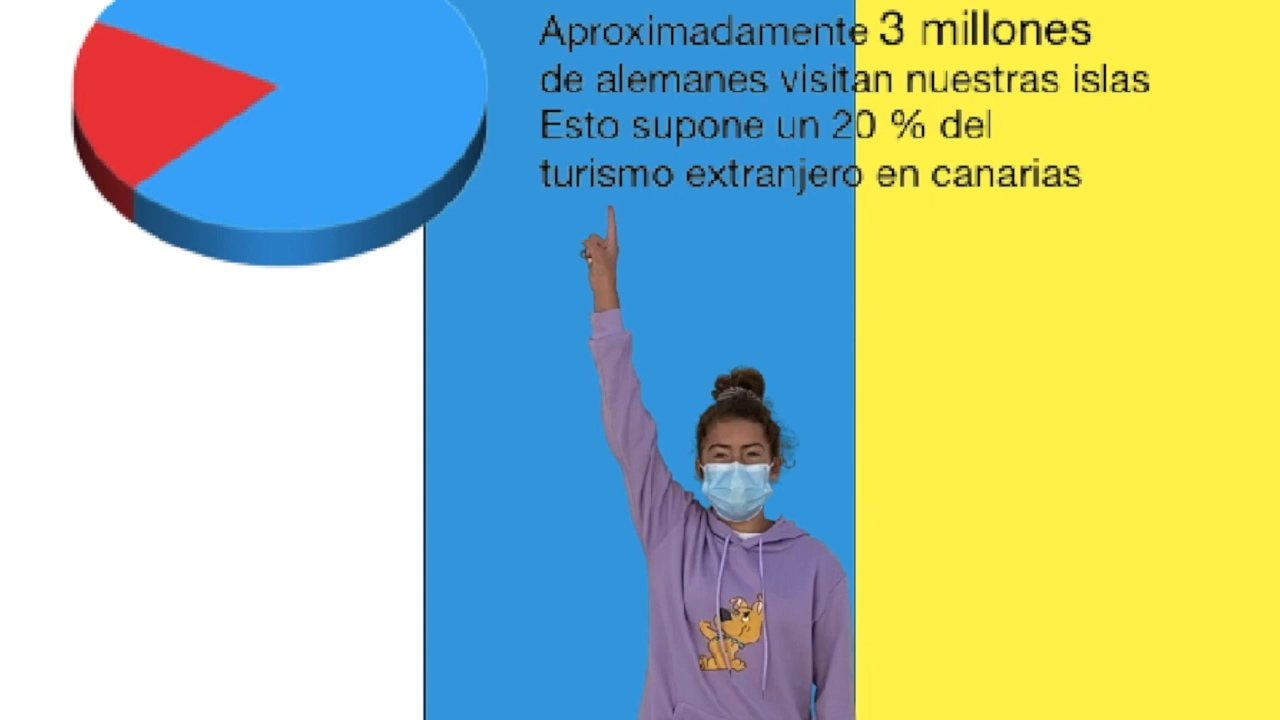 Aproximadamente 3 millones
de alemanes visitan nuestras islas
Esto supone un 20 % del
turismo extranjero en canarias